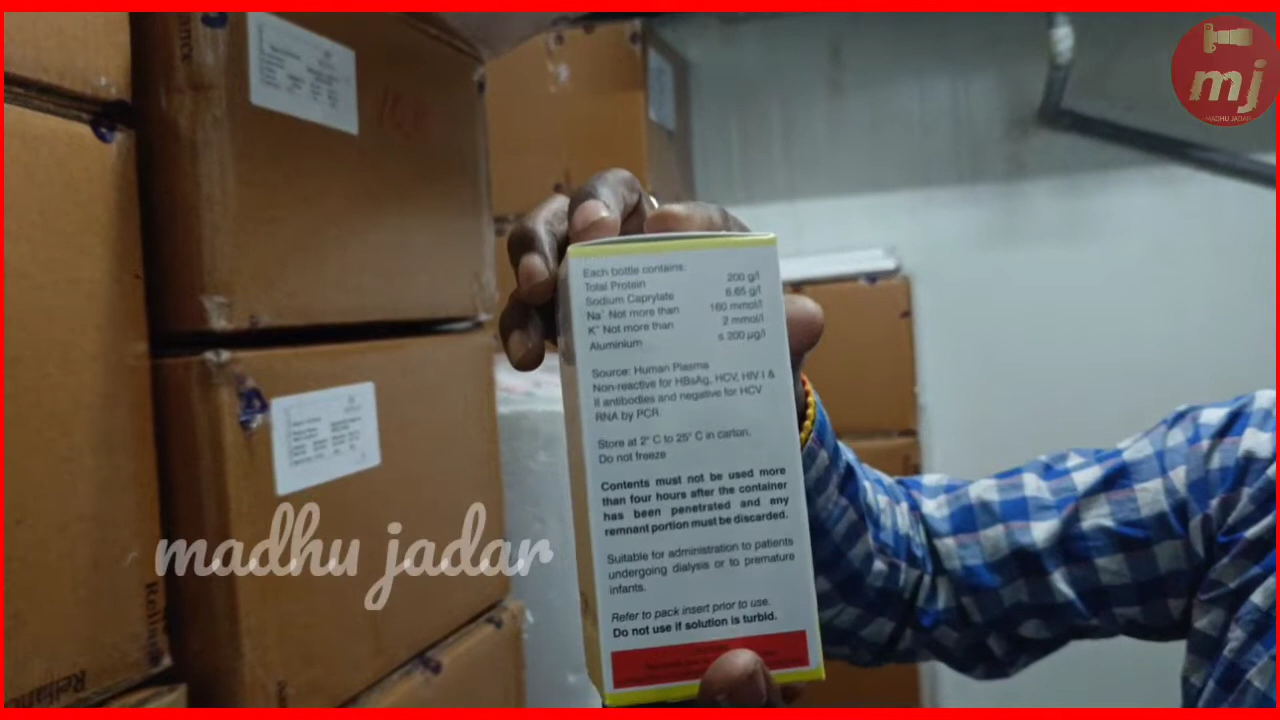 mj
MADHU JADAR
Each bottle contains:
Total Protein 200 g/l
Sodium Caprylate 6.65 g/l
Na⁺ Not more than 160 mmol/l
K⁺ Not more than 2 mmol/l
Aluminium ≤ 200 µg/l
Source: Human Plasma
Non-reactive for HBsAg, HCV, HIV I &
II antibodies and negative for HCV
RNA by PCR.
Store at 2° C to 25° C in carton.
Do not freeze
Contents must not be used more
than four hours after the container
has been penetrated and any
remnant portion must be discarded.
Suitable for administration to patients
undergoing dialysis or to premature
infants.
Refer to pack insert prior to use.
Do not use if solution is turbid.
madhu jadar
Reliance